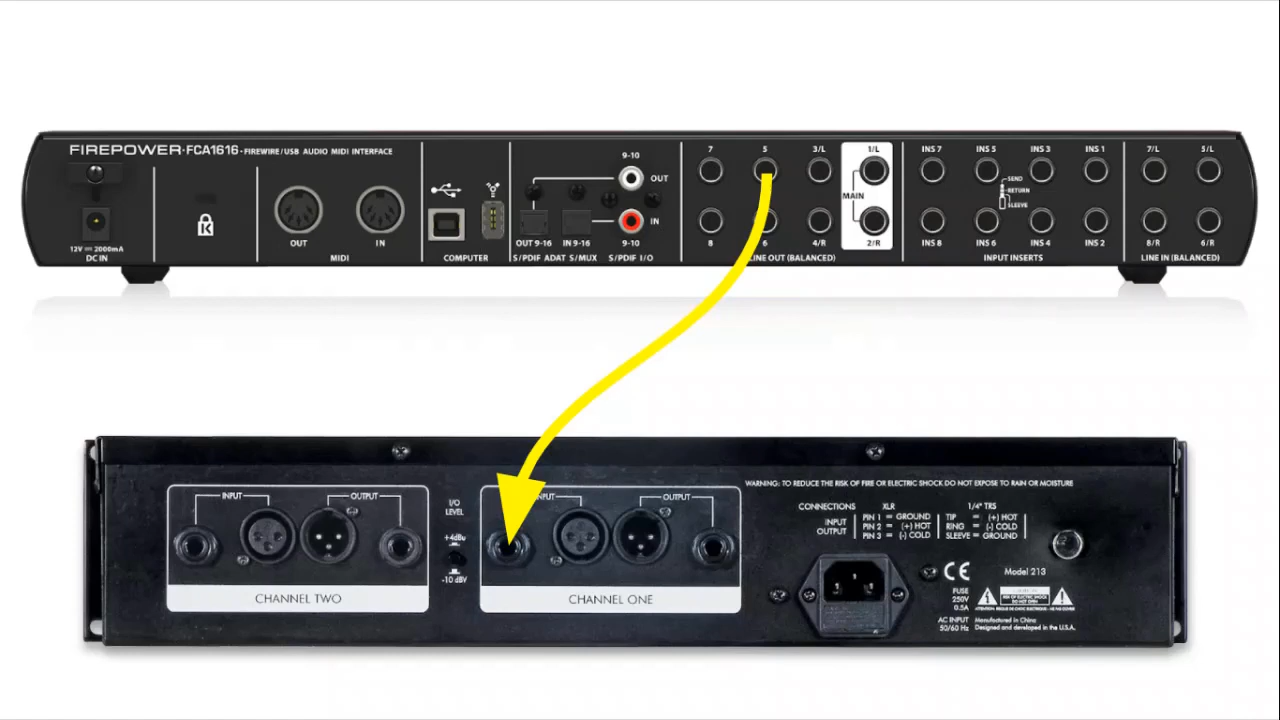 FIREPOWER·FCA1616 - FIREWIRE/USB AUDIO MIDI INTERFACE
12V ⎓ 2000mA
DC IN
K
OUT
IN
MIDI
COMPUTER
9-10
OUT
IN
OUT 9-16
IN 9-16
9-10
S/PDIF ADAT S/MUX
S/PDIF I/O
7
5
3/L
1/L
MAIN
8
6
4/R
2/R
LINE OUT (BALANCED)
INS 7
INS 5
INS 3
INS 1
SEND
RETURN
SLEEVE
INS 8
INS 6
INS 4
INS 2
INPUT INSERTS
7/L
5/L
8/R
6/R
LINE IN (BALANCED)
INPUT
OUTPUT
CHANNEL TWO
I/O
LEVEL
+4dBu
-10 dBV
INPUT
OUTPUT
CHANNEL ONE
WARNING: TO REDUCE THE RISK OF FIRE OR ELECTRIC SHOCK DO NOT EXPOSE TO RAIN OR MOISTURE
CONNECTIONS XLR 1/4" TRS
INPUT
OUTPUT
PIN 1 = GROUND TIP = (+) HOT
PIN 2 = (+) HOT RING = (-) COLD
PIN 3 = (-) COLD SLEEVE = GROUND
CE
Model 213
FUSE
250V
0.5A
RISK OF ELECTRIC SHOCK
DO NOT OPEN
AC INPUT
50/60 Hz
Manufactured in China
Designed and developed in the U.S.A.